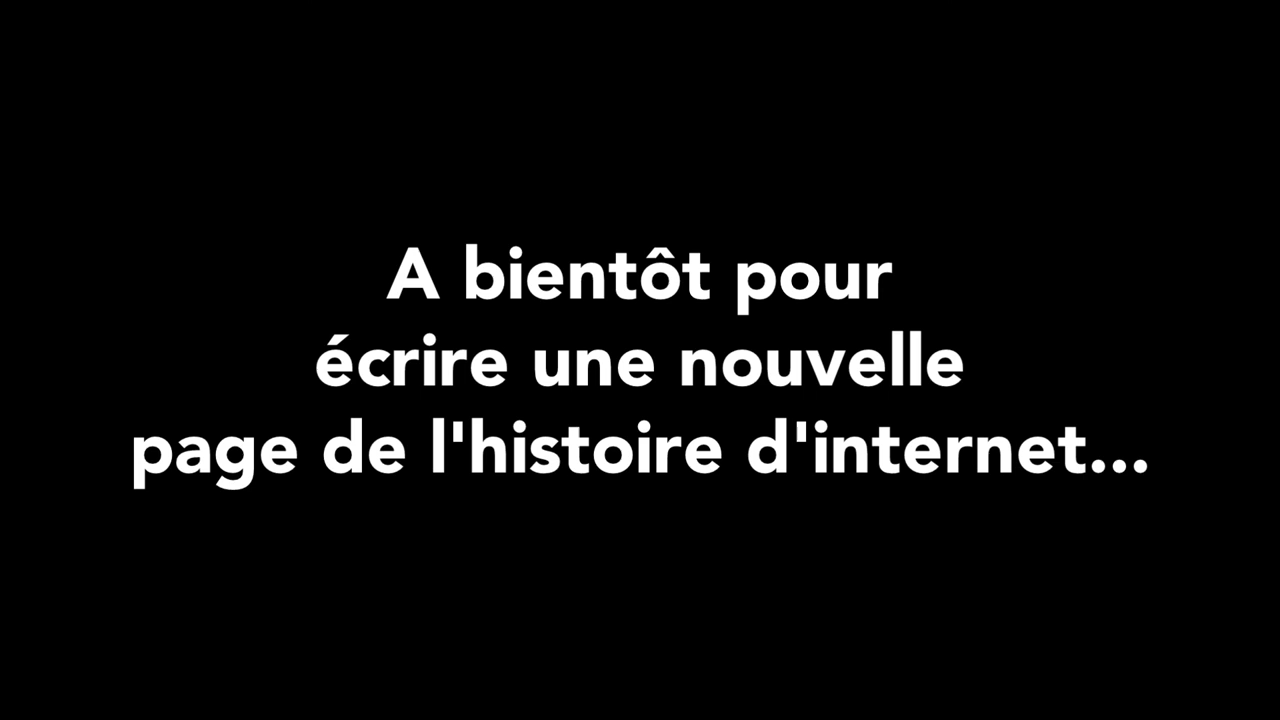 A bientôt pour
écrire une nouvelle
page de l'histoire d'internet...